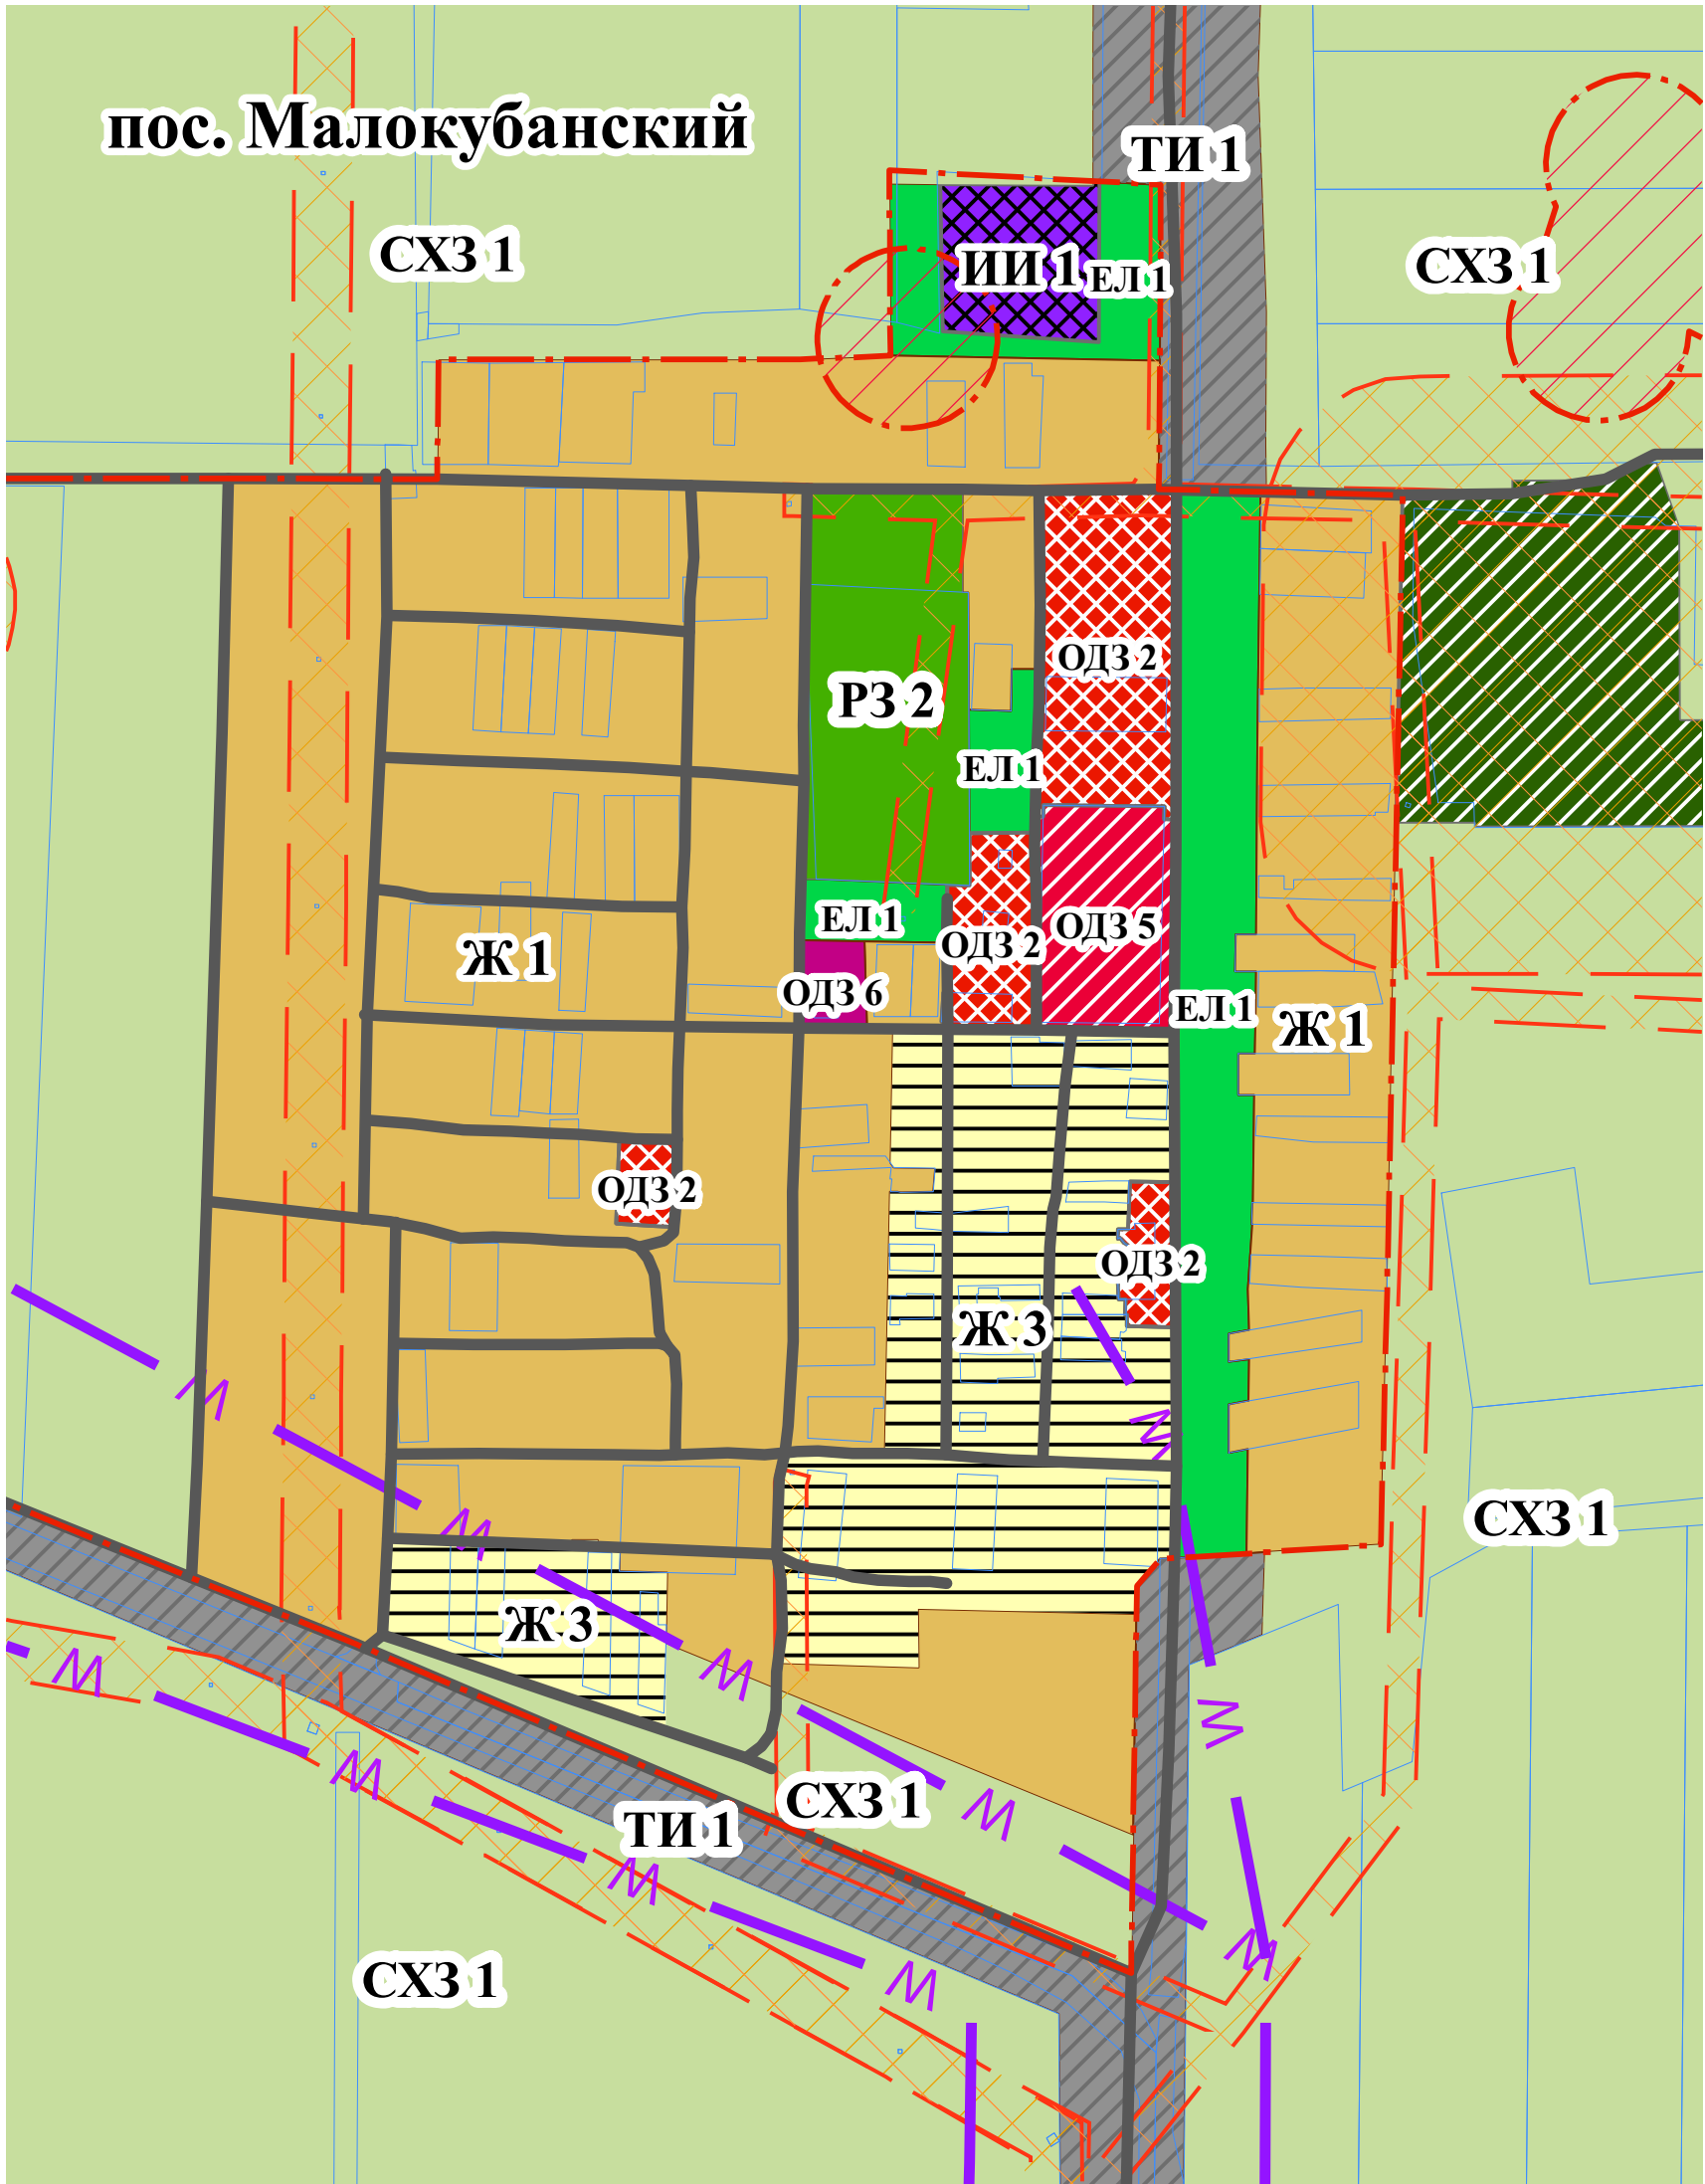 пос. Малокубанский
ТИ 1
СХЗ 1
ИИ 1
ЕЛ 1
СХЗ 1
ОДЗ 2
РЗ 2
ЕЛ 1
ЕЛ 1
ОДЗ 2
ОДЗ 5
Ж 1
ОДЗ 6
ЕЛ 1
Ж 1
ОДЗ 2
ОДЗ 2
Ж 3
М
М
М
СХЗ 1
Ж 3
М
М
М
М
СХЗ 1
М
ТИ 1
М
М
СХЗ 1
М